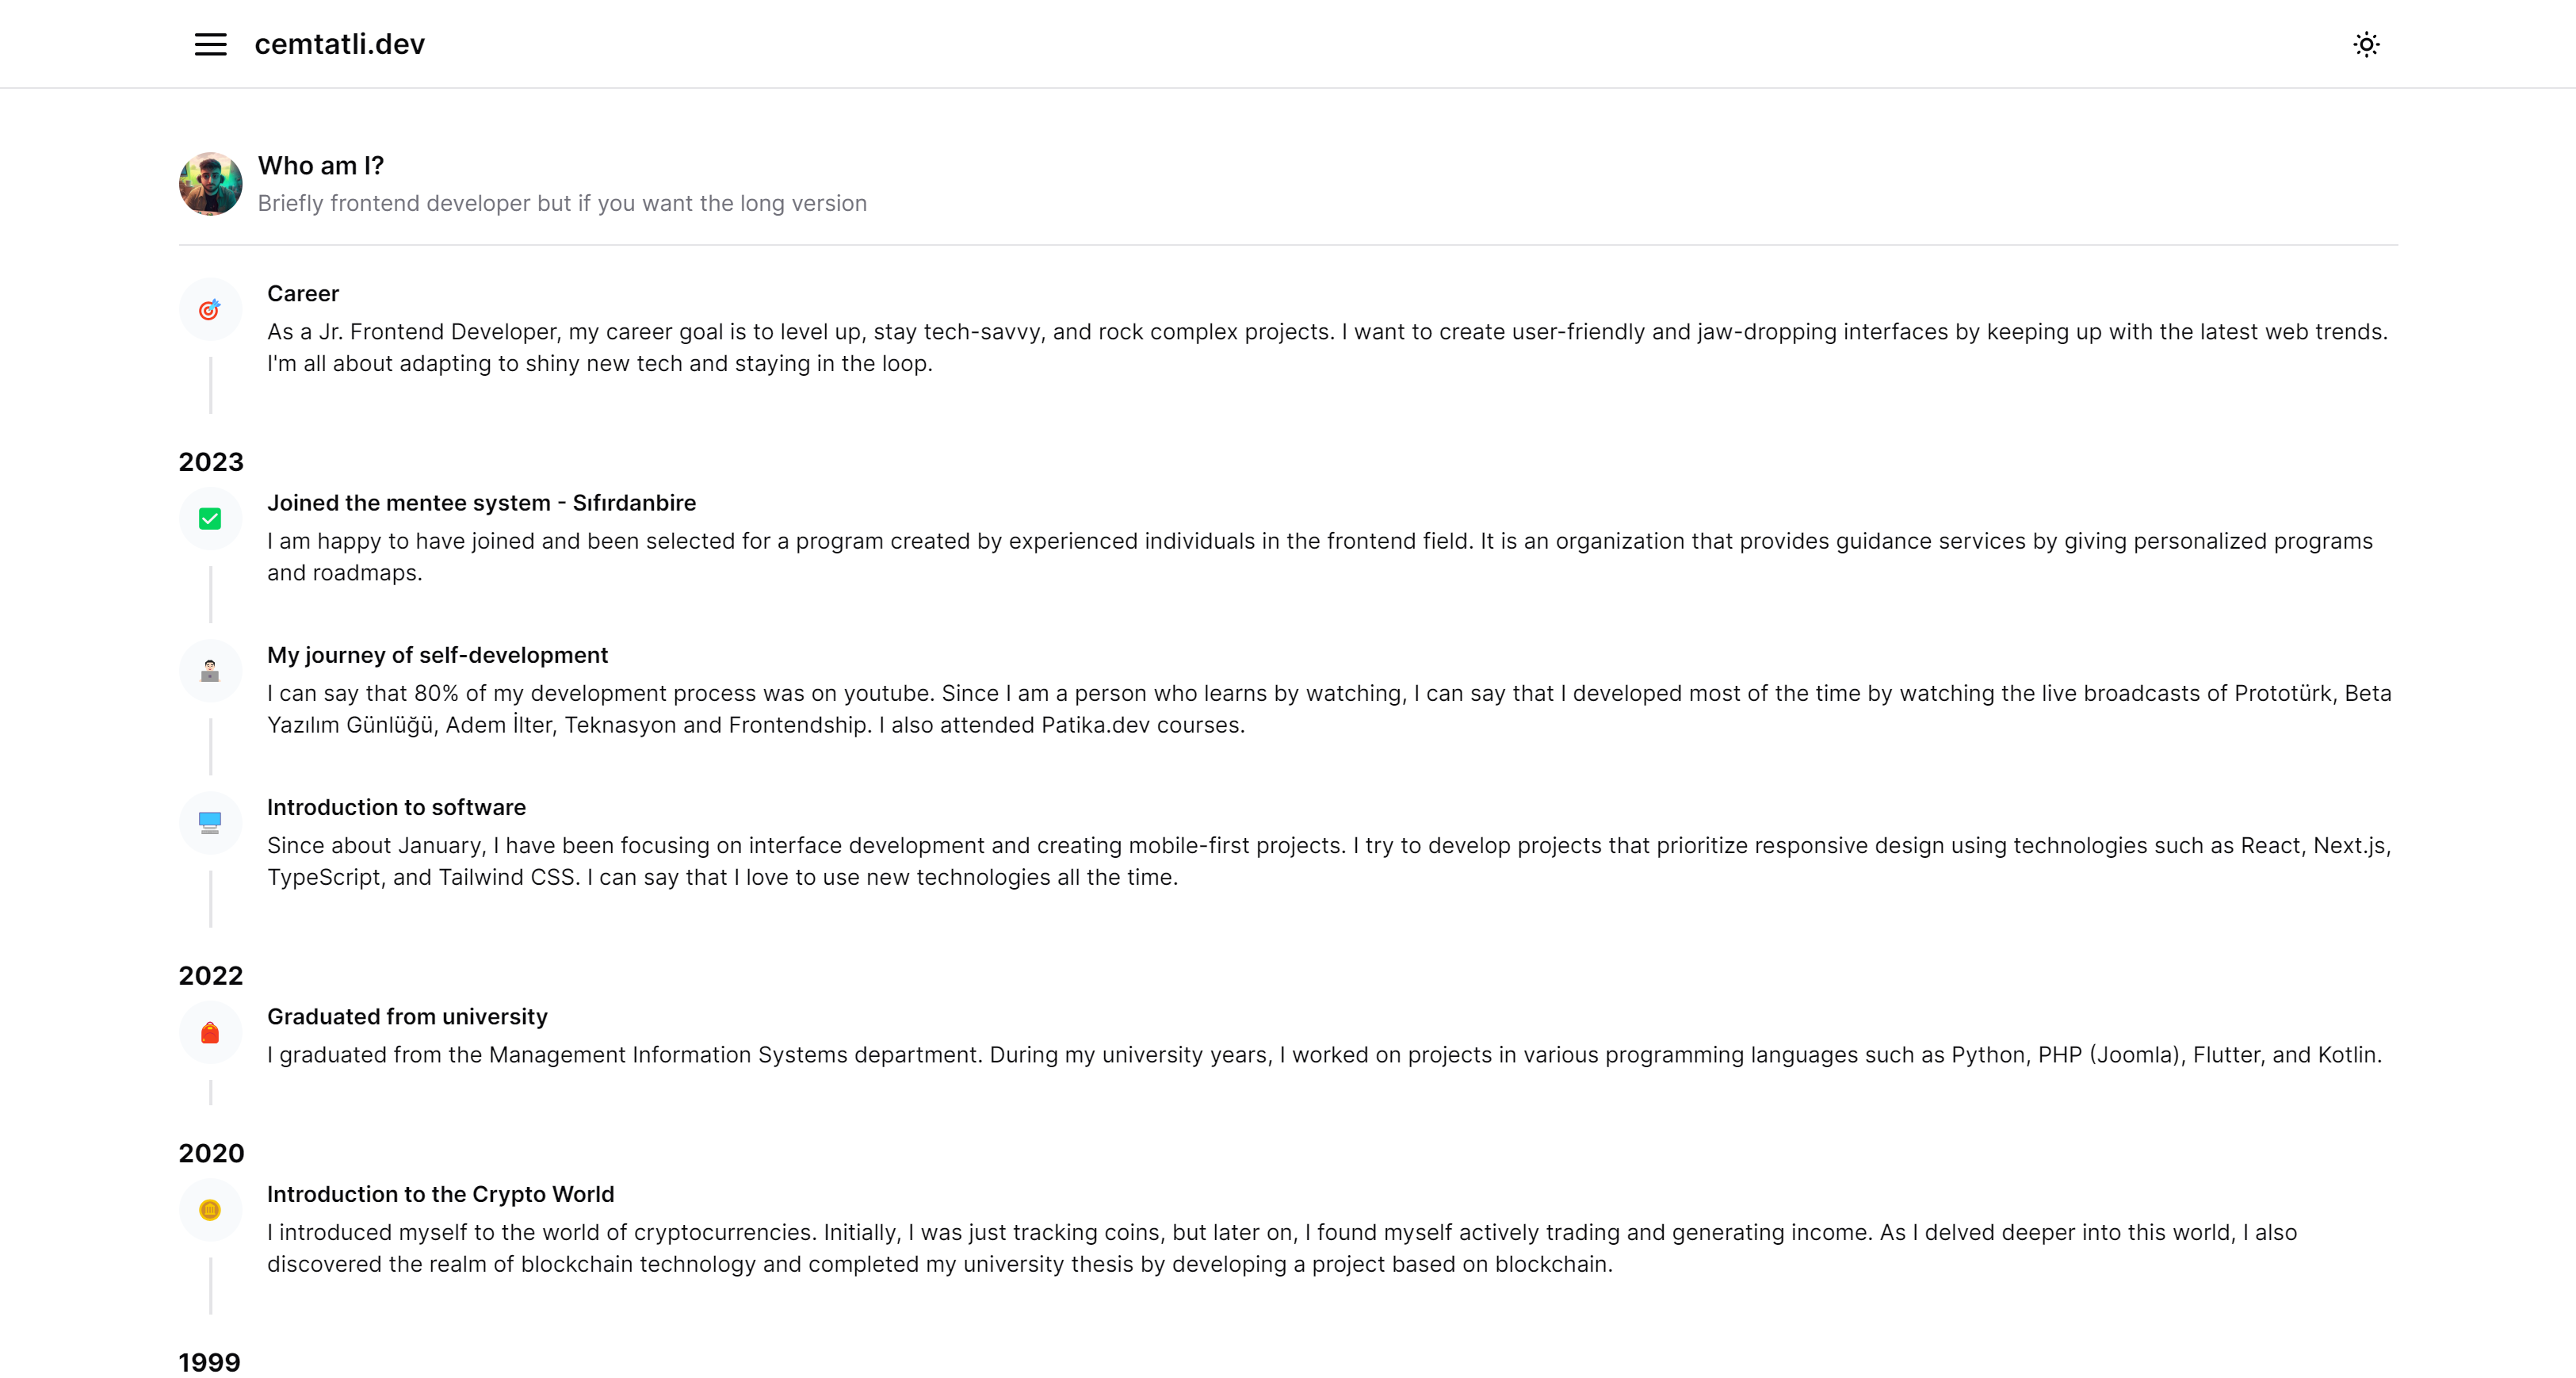 cemtatli.dev
Who am I?
Briefly frontend developer but if you want the long version
Career
As a Jr. Frontend Developer, my career goal is to level up, stay tech-savvy, and rock complex projects. I want to create user-friendly and jaw-dropping interfaces by keeping up with the latest web trends.
I'm all about adapting to shiny new tech and staying in the loop.
2023
Joined the mentee system - Sıfırdanbire
I am happy to have joined and been selected for a program created by experienced individuals in the frontend field. It is an organization that provides guidance services by giving personalized programs
and roadmaps.
My journey of self-development
I can say that 80% of my development process was on youtube. Since I am a person who learns by watching, I can say that I developed most of the time by watching the live broadcasts of Prototürk, Beta
Yazılım Günlüğü, Adem İlter, Teknasyon and Frontendship. I also attended Patika.dev courses.
Introduction to software
Since about January, I have been focusing on interface development and creating mobile-first projects. I try to develop projects that prioritize responsive design using technologies such as React, Next.js,
TypeScript, and Tailwind CSS. I can say that I love to use new technologies all the time.
2022
Graduated from university
I graduated from the Management Information Systems department. During my university years, I worked on projects in various programming languages such as Python, PHP (Joomla), Flutter, and Kotlin.
2020
Introduction to the Crypto World
I introduced myself to the world of cryptocurrencies. Initially, I was just tracking coins, but later on, I found myself actively trading and generating income. As I delved deeper into this world, I also
discovered the realm of blockchain technology and completed my university thesis by developing a project based on blockchain.
1999